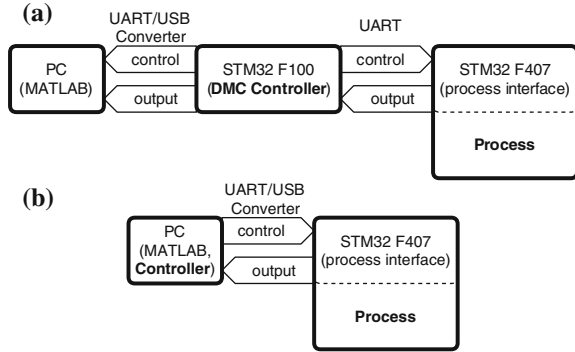 (a)
UART/USB
Converter
UART
control
control
output
output
PC
(MATLAB)
STM32 F100
(DMC Controller)
STM32 F407
(process interface)
Process
(b)
UART/USB
Converter
control
output
PC
(MATLAB,
Controller)
STM32 F407
(process interface)
Process